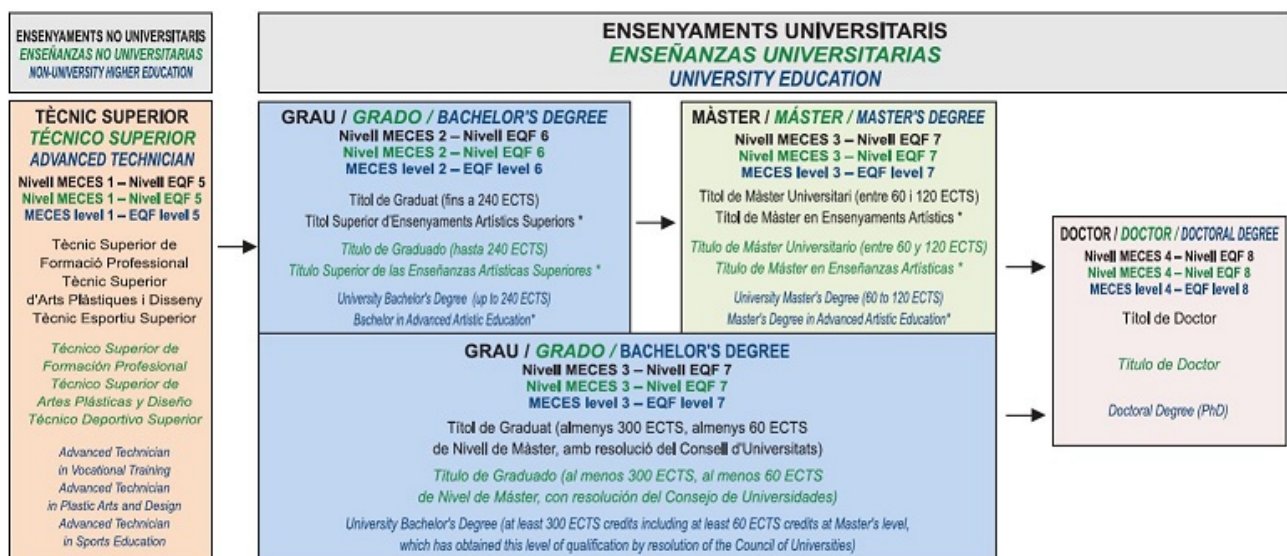 ENSENYAMENTS NO UNIVERSITARIS
ENSEÑANZAS NO UNIVERSITARIAS
NON-UNIVERSITY HIGHER EDUCATION
ENSENYAMENTS UNIVERSITARIS
ENSEÑANZAS UNIVERSITARIAS
UNIVERSITY EDUCATION
TÈCNIC SUPERIOR
TÉCNICO SUPERIOR
ADVANCED TECHNICIAN
Nivell MECES 1 – Nivell EQF 5
Nivel MECES 1 – Nivel EQF 5
MECES level 1 – EQF level 5
Tècnic Superior de
Formació Professional
Tècnic Superior
d'Arts Plàstiques i Disseny
Tècnic Esportiu Superior
Técnico Superior de
Formación Profesional
Técnico Superior de
Artes Plásticas y Diseño
Técnico Deportivo Superior
Advanced Technician
in Vocational Training
Advanced Technician
in Plastic Arts and Design
Advanced Technician
in Sports Education
GRAU / GRADO / BACHELOR'S DEGREE
Nivell MECES 2 – Nivell EQF 6
Nivel MECES 2 – Nivel EQF 6
MECES level 2 – EQF level 6
Títol de Graduat (fins a 240 ECTS)
Títol Superior d'Ensenyaments Artístics Superiors *
Título de Graduado (hasta 240 ECTS)
Título Superior de las Enseñanzas Artísticas Superiores *
University Bachelor's Degree (up to 240 ECTS)
Bachelor in Advanced Artistic Education*
MÀSTER / MÁSTER / MASTER'S DEGREE
Nivell MECES 3 – Nivell EQF 7
Nivel MECES 3 – Nivel EQF 7
MECES level 3 – EQF level 7
Títol de Màster Universitari (entre 60 i 120 ECTS)
Títol de Màster en Ensenyaments Artístics *
Título de Máster Universitario (entre 60 y 120 ECTS)
Título de Máster en Enseñanzas Artísticas *
University Master's Degree (60 to 120 ECTS)
Master's Degree in Advanced Artistic Education*
GRAU / GRADO / BACHELOR'S DEGREE
Nivell MECES 3 – Nivell EQF 7
Nivel MECES 3 – Nivel EQF 7
MECES level 3 – EQF level 7
Títol de Graduat (almenys 300 ECTS, almenys 60 ECTS
de Nivell de Màster, amb resolució del Consell d'Universitats)
Título de Graduado (al menos 300 ECTS, al menos 60 ECTS
de Nivel de Máster, con resolución del Consejo de Universidades)
University Bachelor's Degree (at least 300 ECTS credits including at least 60 ECTS credits at Master's level,
which has obtained this level of qualification by resolution of the Council of Universities)
DOCTOR / DOCTOR / DOCTORAL DEGREE
Nivell MECES 4 – Nivell EQF 8
Nivel MECES 4 – Nivel EQF 8
MECES level 4 – EQF level 8
Títol de Doctor
Título de Doctor
Doctoral Degree (PhD)